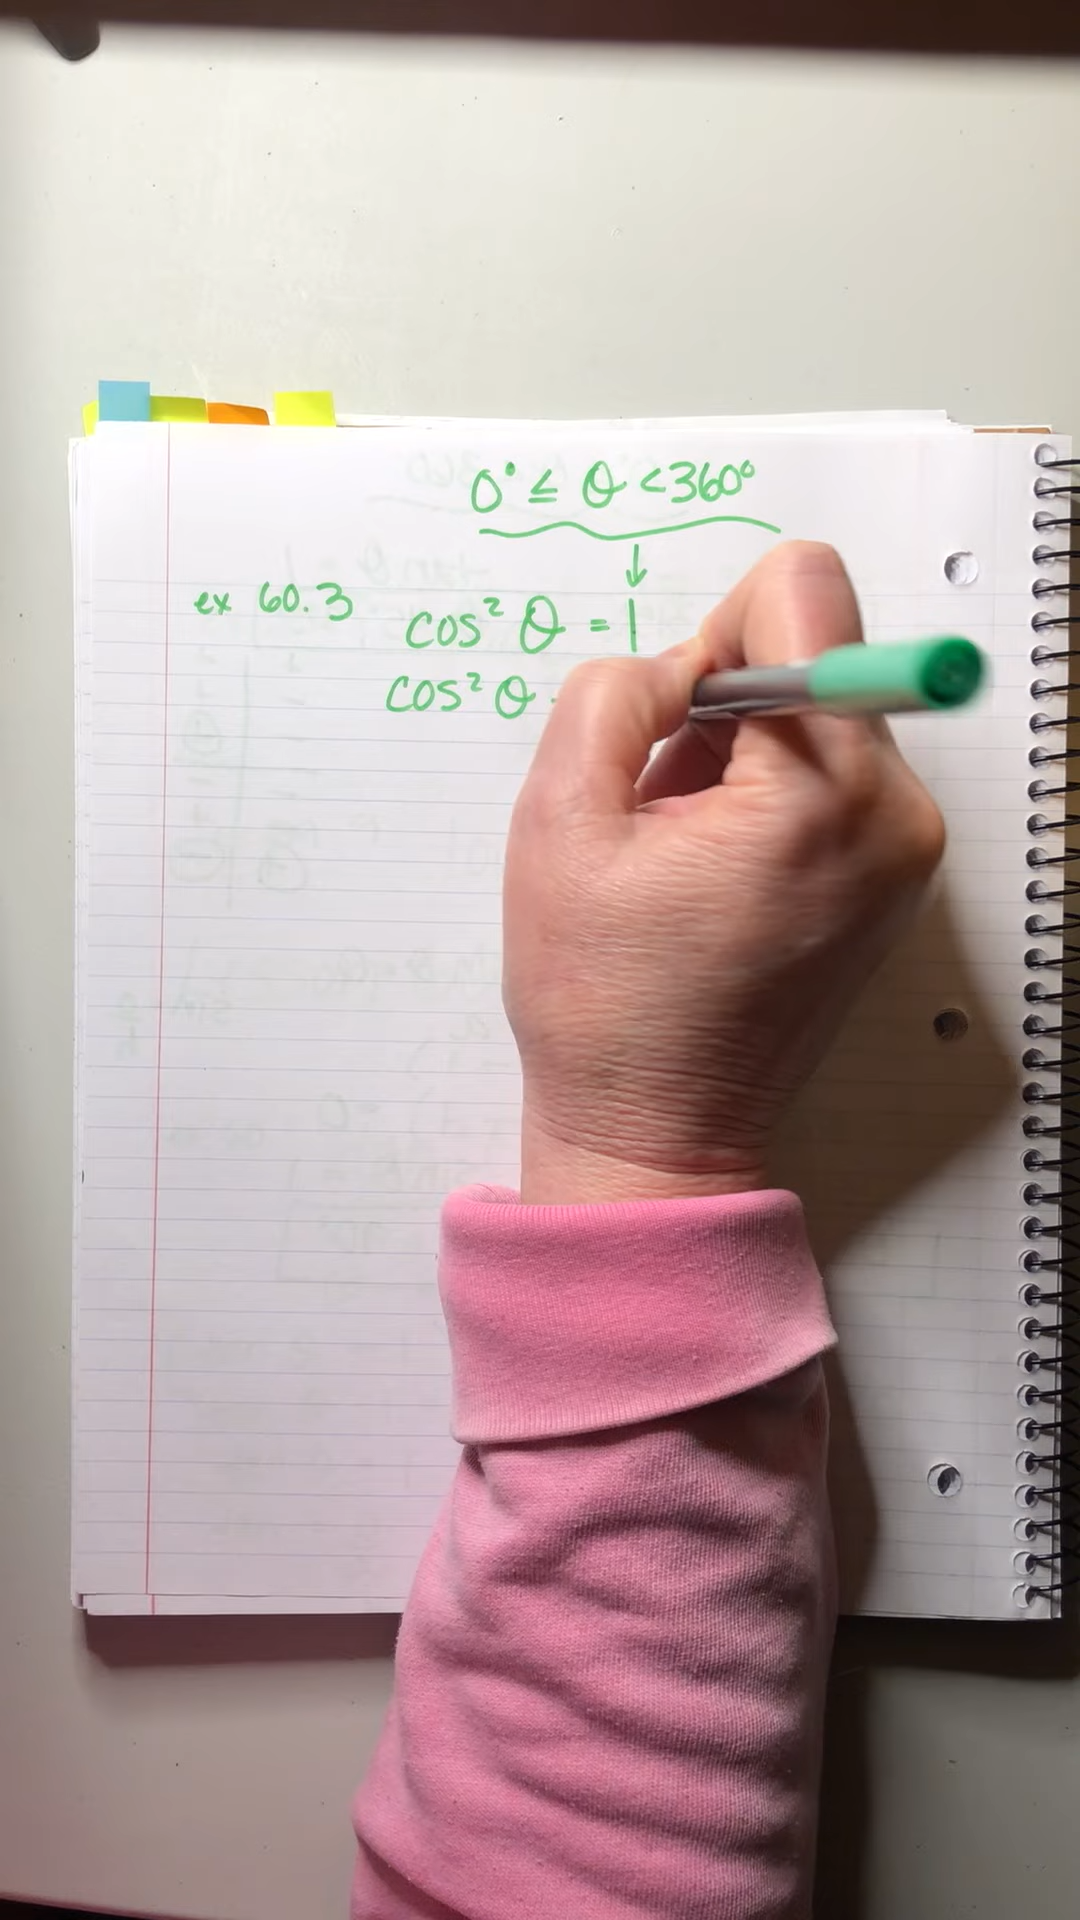 0° ≤ θ < 360°
↓
ex 60.3 cos² θ = 1
cos² θ -